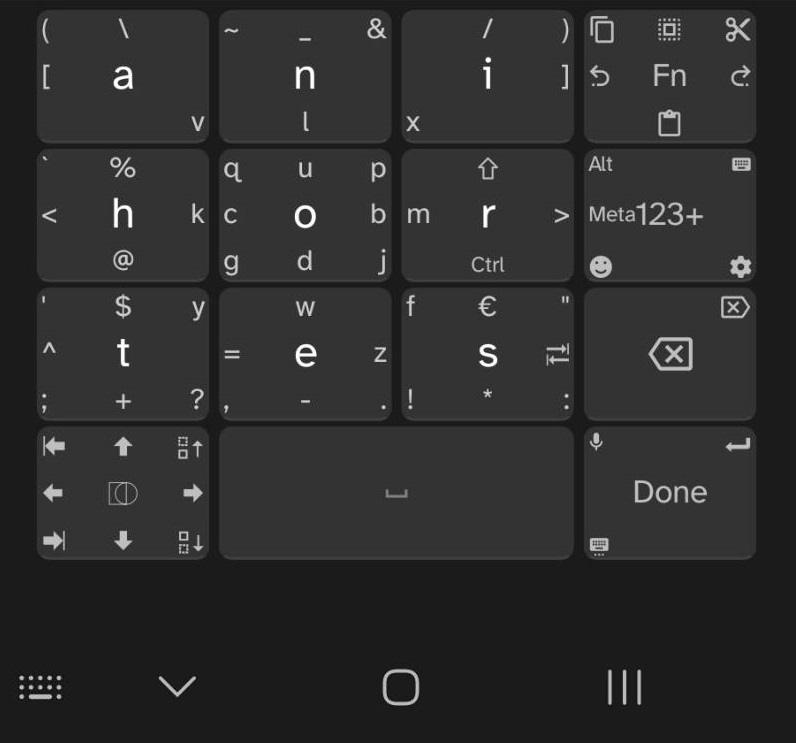 ( \ ~ _ & / )
[ a n i ] Fn
v l x
` % q u p Alt
< h k c o b m r > Meta 123+
@ g d j Ctrl
' $ y w f € "
^ t = e z s
; + ? , - . ! * :
Done